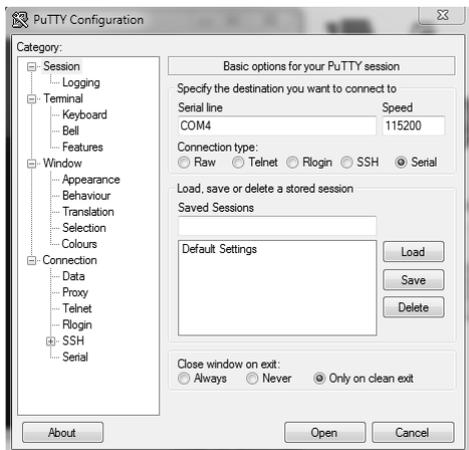 PuTTY Configuration
Category:
Session
Logging
Terminal
Keyboard
Bell
Features
Window
Appearance
Behaviour
Translation
Selection
Colours
Connection
Data
Proxy
Telnet
Rlogin
SSH
Serial
Basic options for your PuTTY session
Specify the destination you want to connect to
Serial line Speed
COM4 115200
Connection type:
Raw Telnet Rlogin SSH Serial
Load, save or delete a stored session
Saved Sessions
Default Settings
Load
Save
Delete
Close window on exit:
Always Never Only on clean exit
About Open Cancel